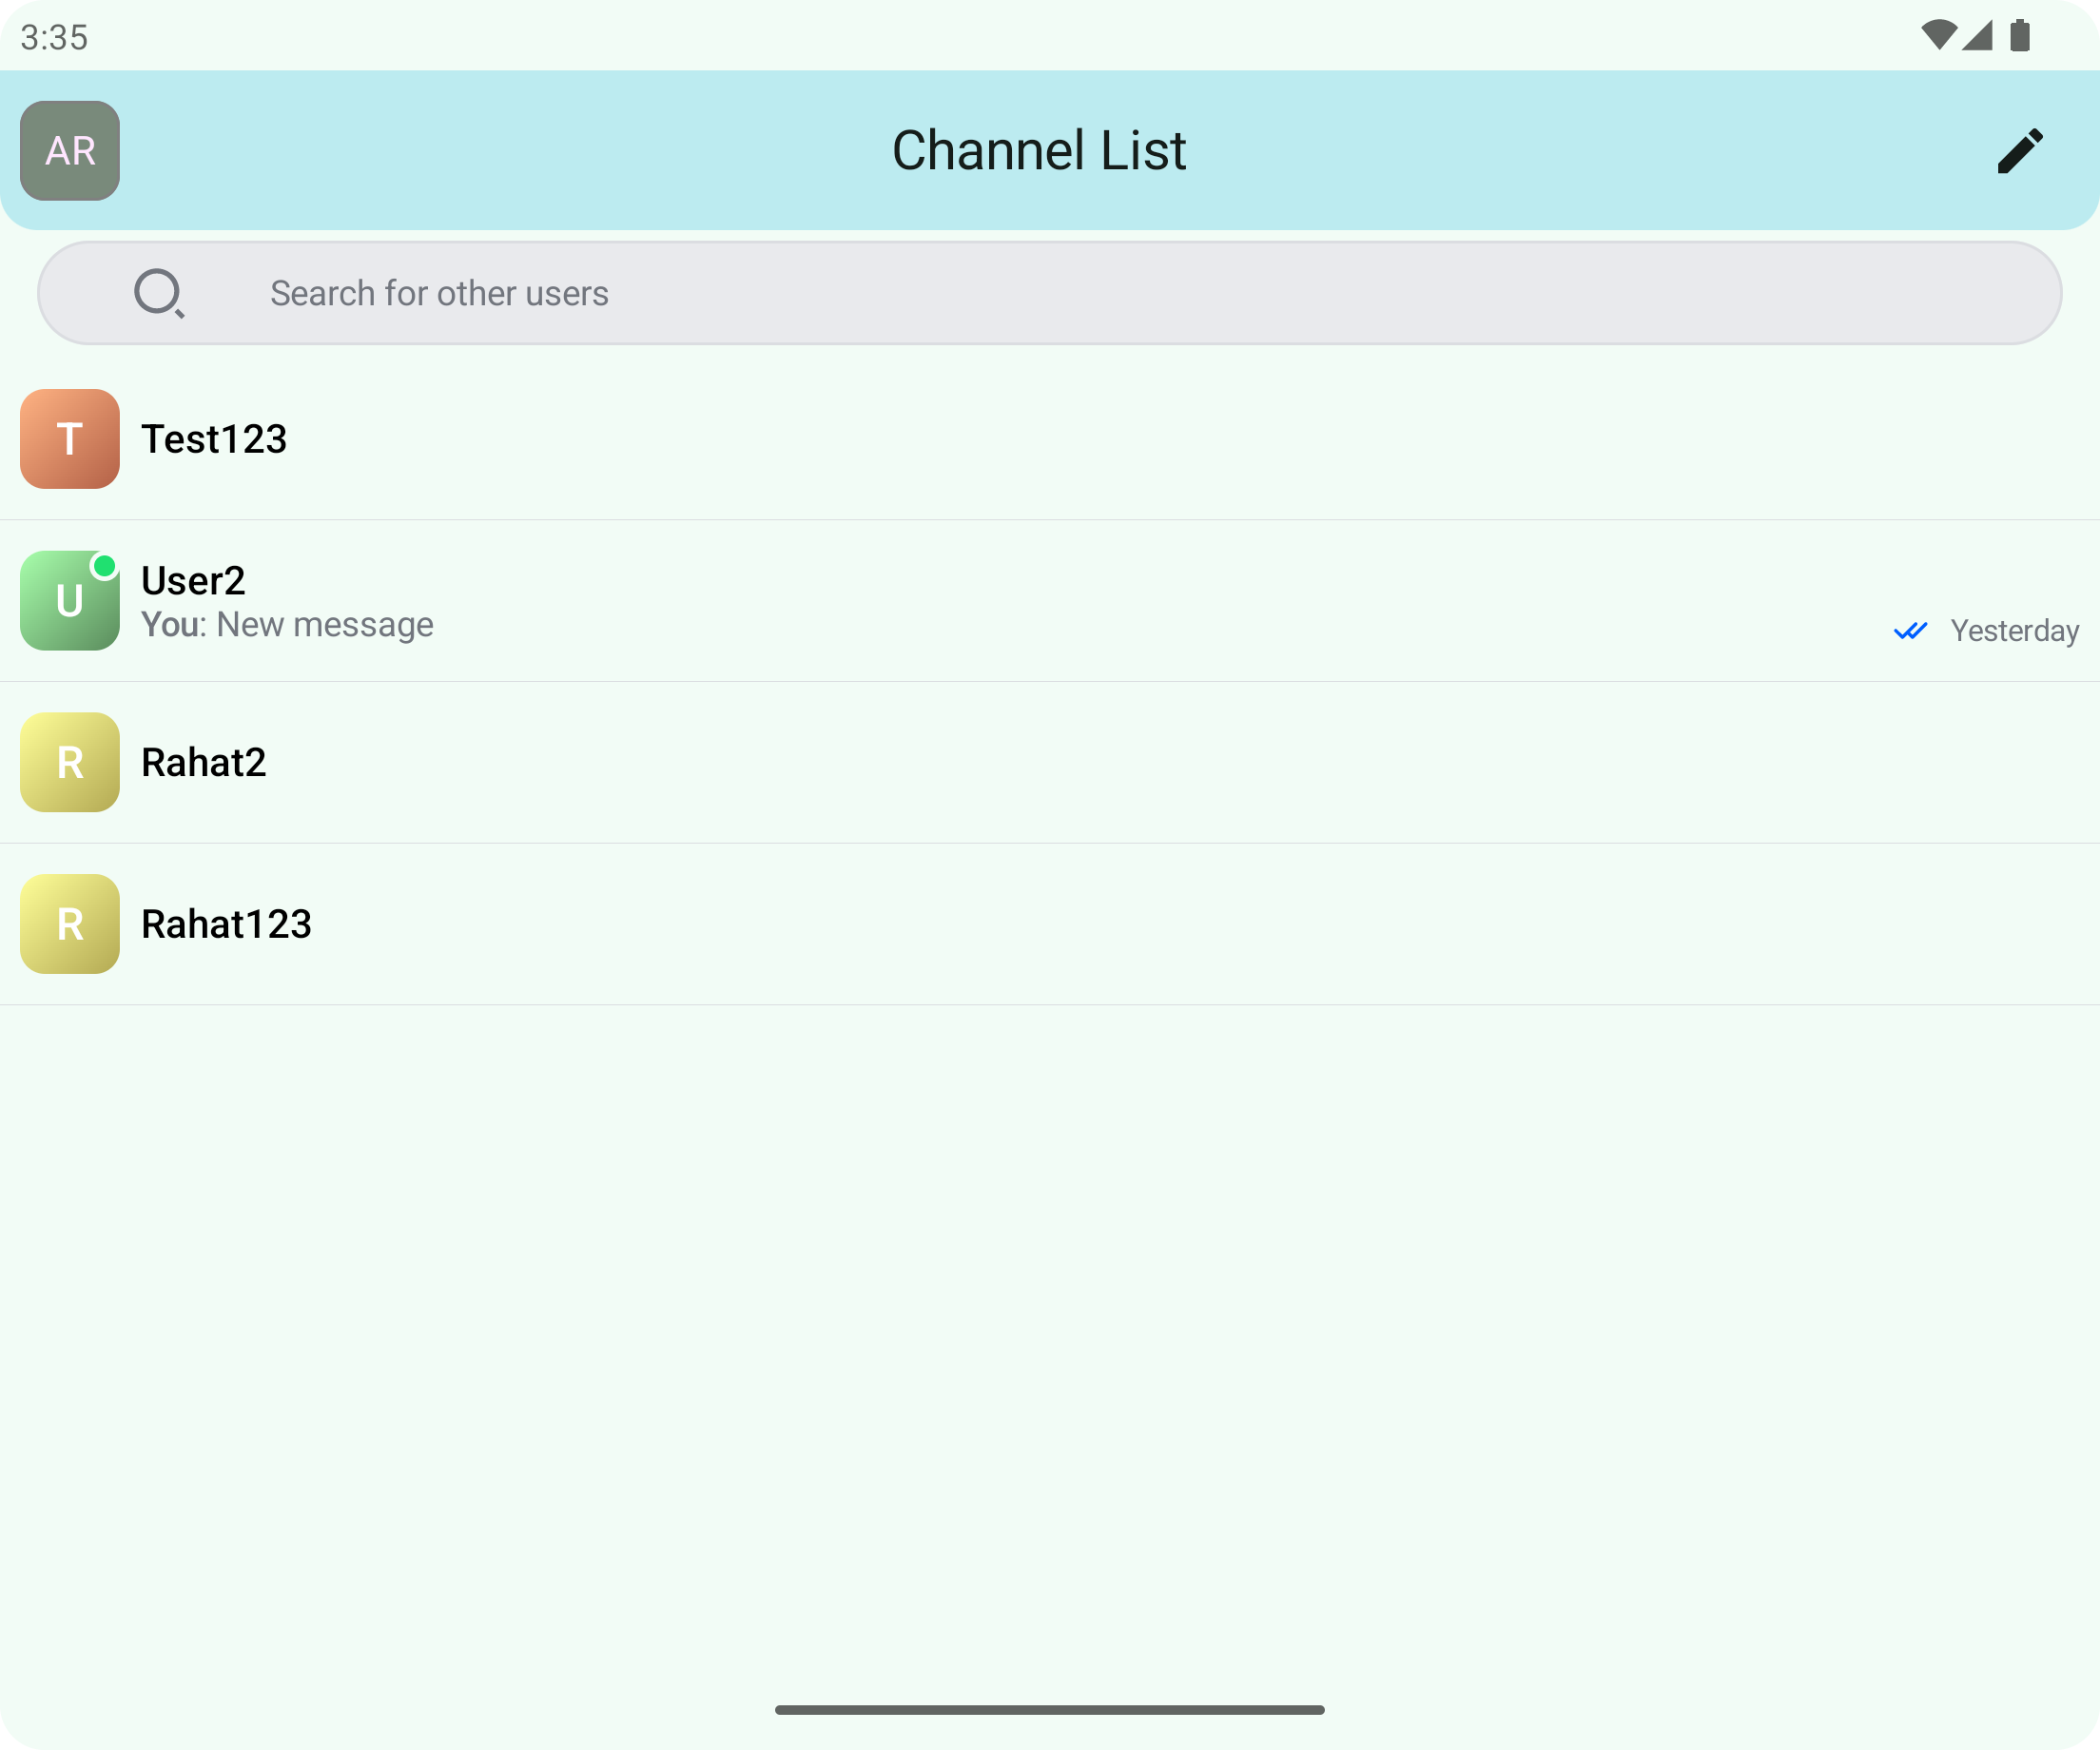 3:35
AR
Channel List
Search for other users
T
Test123
U
User2
You: New message
Yesterday
R
Rahat2
R
Rahat123